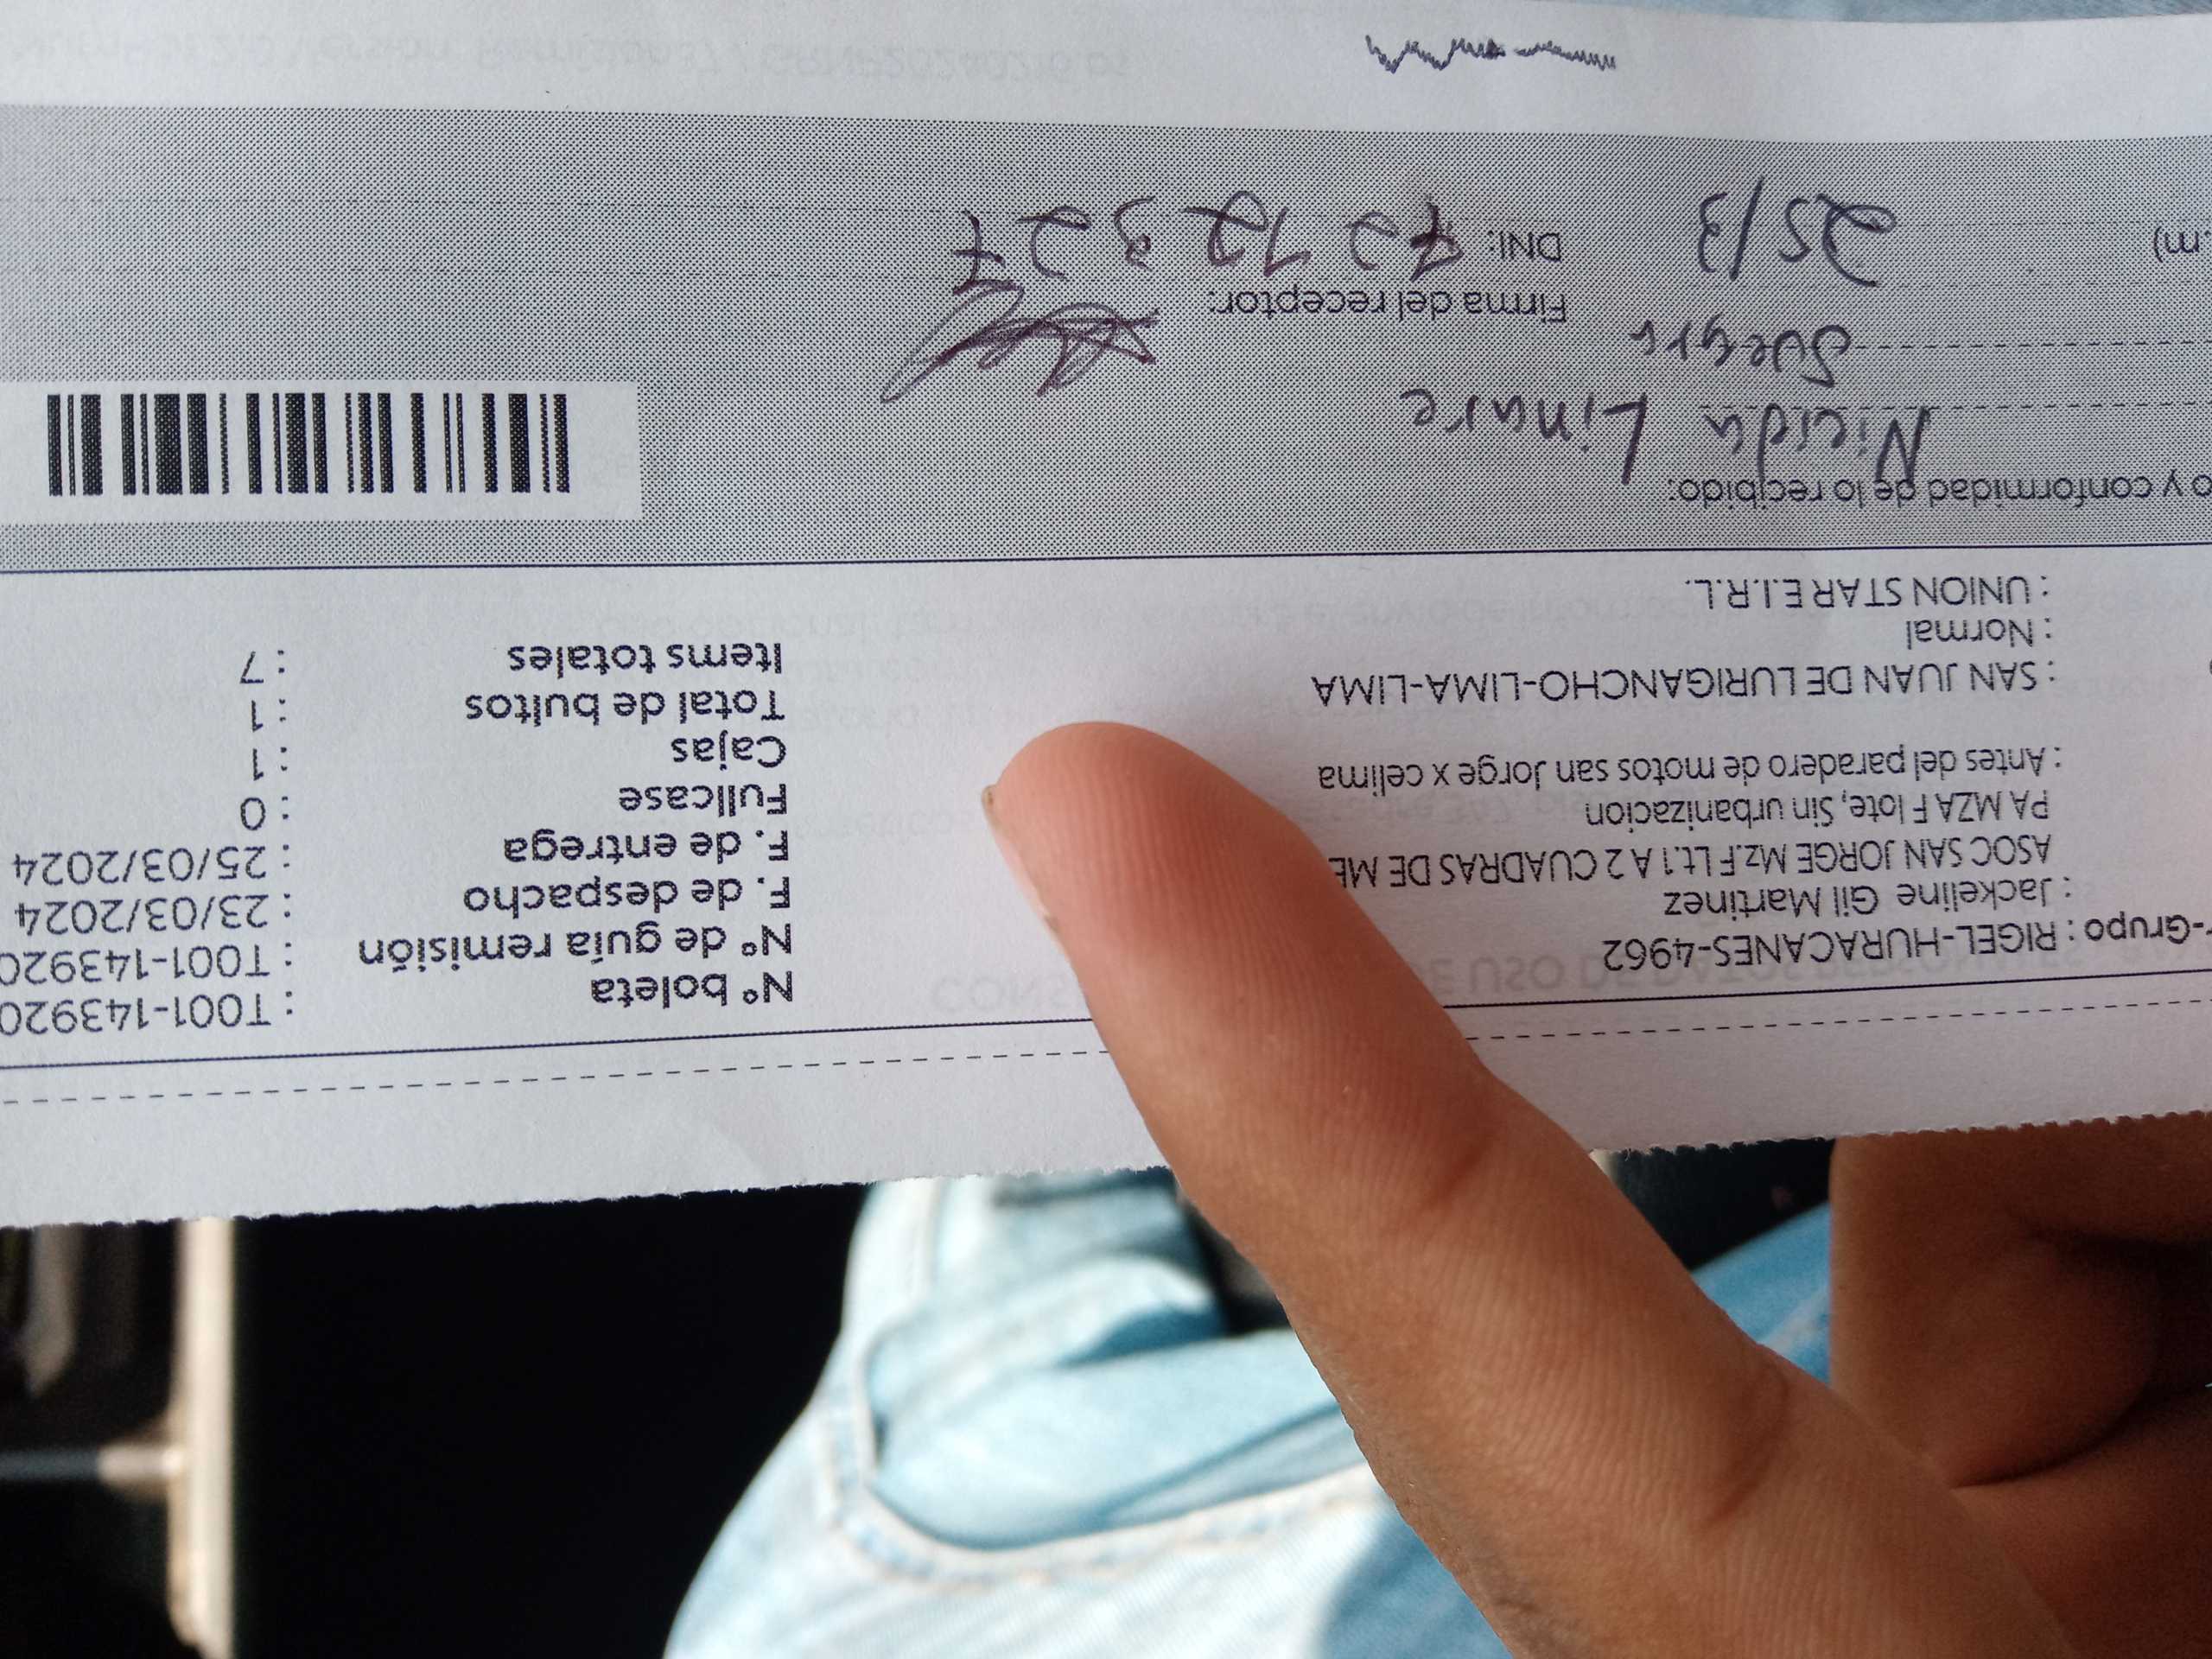 -Grupo : RIGEL-HURACANES-4962
: Jackeline Gil Martinez
ASOC SAN JORGE Mz.F Lt.1 A 2 CUADRAS DE ME
PA MZA F lote, Sin urbanizacion
: Antes del paradero de motos san Jorge x celima
: SAN JUAN DE LURIGANCHO-LIMA-LIMA
: Normal
: UNION STAR E.I.R.L.
N° boleta : T001-143920
N° de guía remisión : T001-143920
F. de despacho : 23/03/2024
F. de entrega : 25/03/2024
Fullcase : 0
Cajas : 1
Total de bultos : 1
Items totales : 7
o y conformidad de lo recibido:
Linare
Suegra
Firma del receptor:
.m) 25/3
DNI: